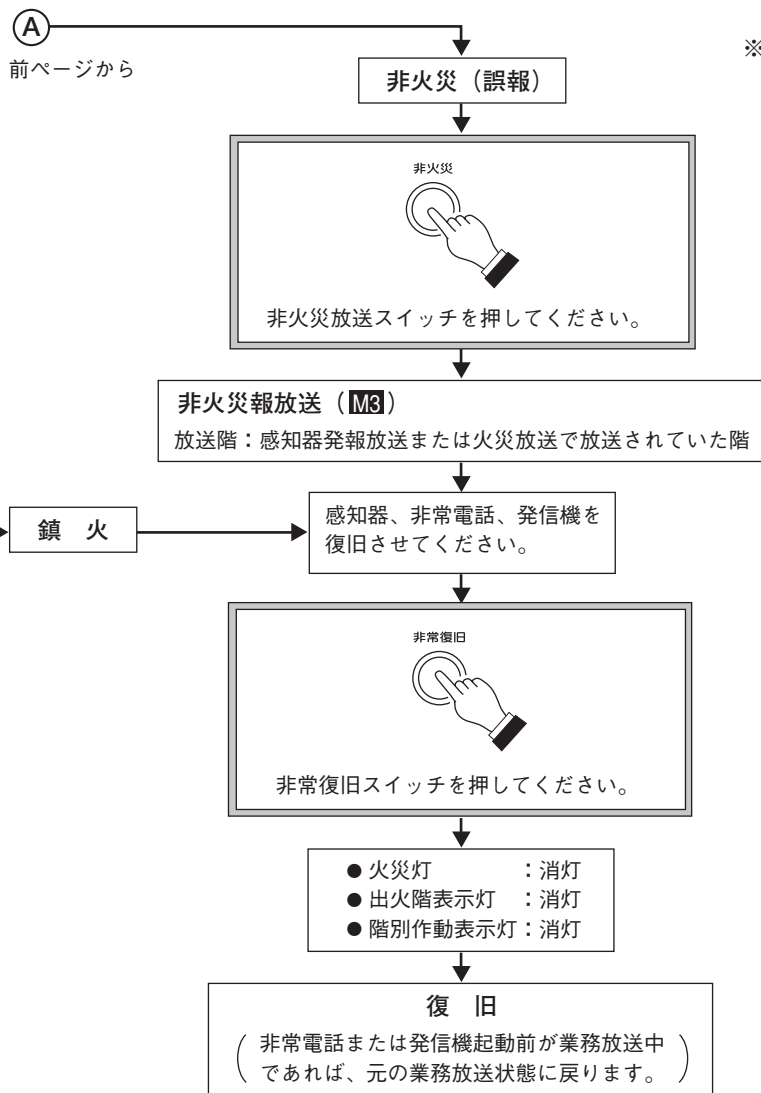 A
前ページから
※
非火災（誤報）
非火災
非火災放送スイッチを押してください。
非火災報放送（M3）
放送階：感知器発報放送または火災放送で放送されていた階
鎮　火
感知器、非常電話、発信機を
復旧させてください。
非常復旧
非常復旧スイッチを押してください。
●火災灯　　　　：消灯
●出火階表示灯　：消灯
●階別作動表示灯：消灯
復　旧
（非常電話または発信機起動前が業務放送中
であれば、元の業務放送状態に戻ります。）